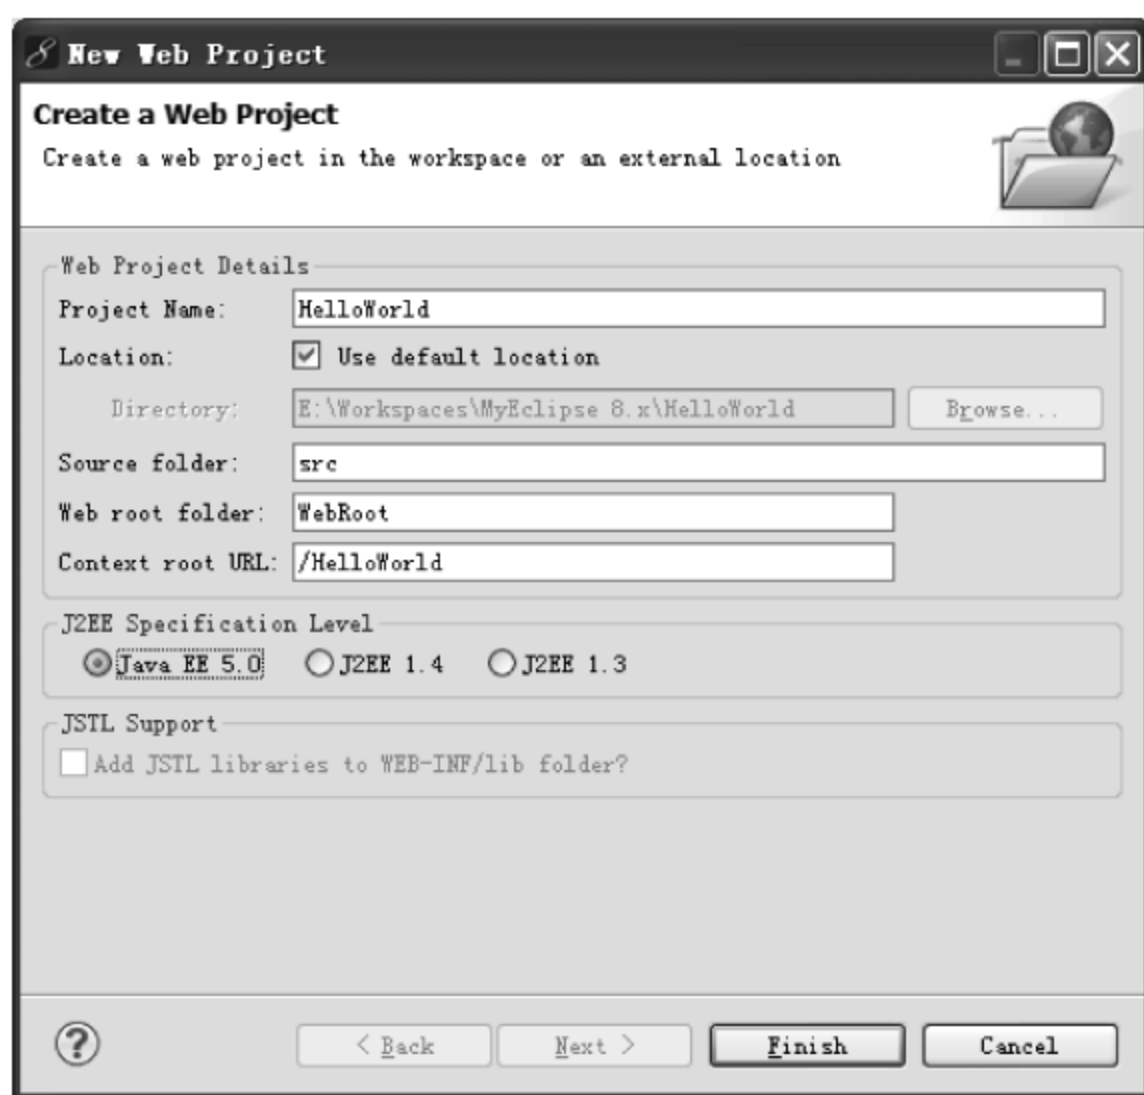 New Web Project
Create a Web Project
Create a web project in the workspace or an external location
Web Project Details
Project Name: HelloWorld
Location: Use default location
Directory: E:\Workspaces\MyEclipse 8.x\HelloWorld Browse...
Source folder: src
Web root folder: WebRoot
Context root URL: /HelloWorld
J2EE Specification Level
Java EE 5.0 J2EE 1.4 J2EE 1.3
JSTL Support
Add JSTL libraries to WEB-INF/lib folder?
? < Back Next > Finish Cancel